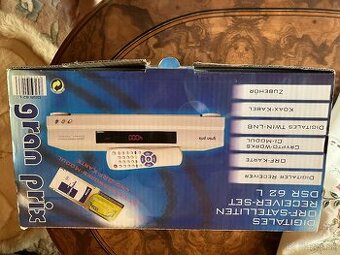 gran prix
DIGITALES
ORF-SATELLITEN
RECEIVER-SET
DSR 62 L
DIGITALER RECEIVER
ORF-KARTE
CRYPTOWORKS
CI-MODUL
DIGITALES TWIN-LNB
KOAX-KABEL
ZUBEHÖR